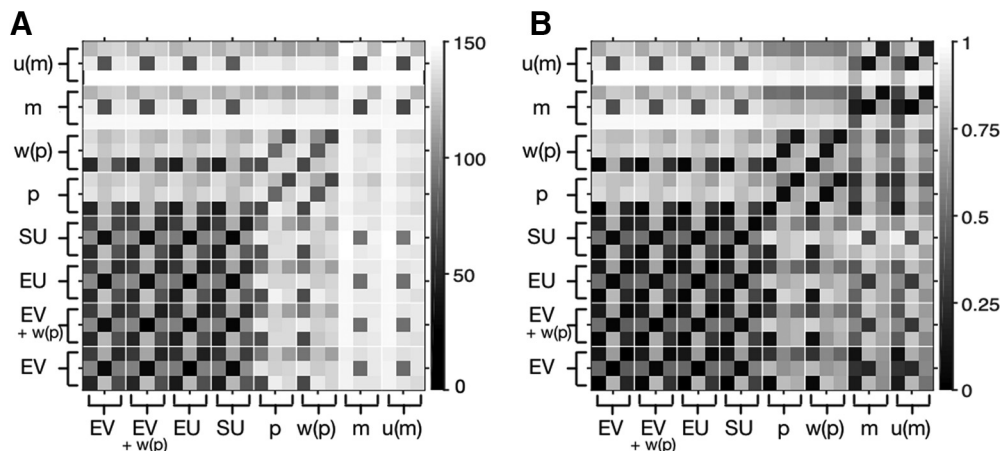 A
B
u(m)
m
w(p)
p
SU
EU
EV
+ w(p)
EV
EV
EV
+ w(p)
EU
SU
p
w(p)
m
u(m)
150
100
50
0
u(m)
m
w(p)
p
SU
EU
EV
+ w(p)
EV
EV
EV
+ w(p)
EU
SU
p
w(p)
m
u(m)
1
0.75
0.5
0.25
0